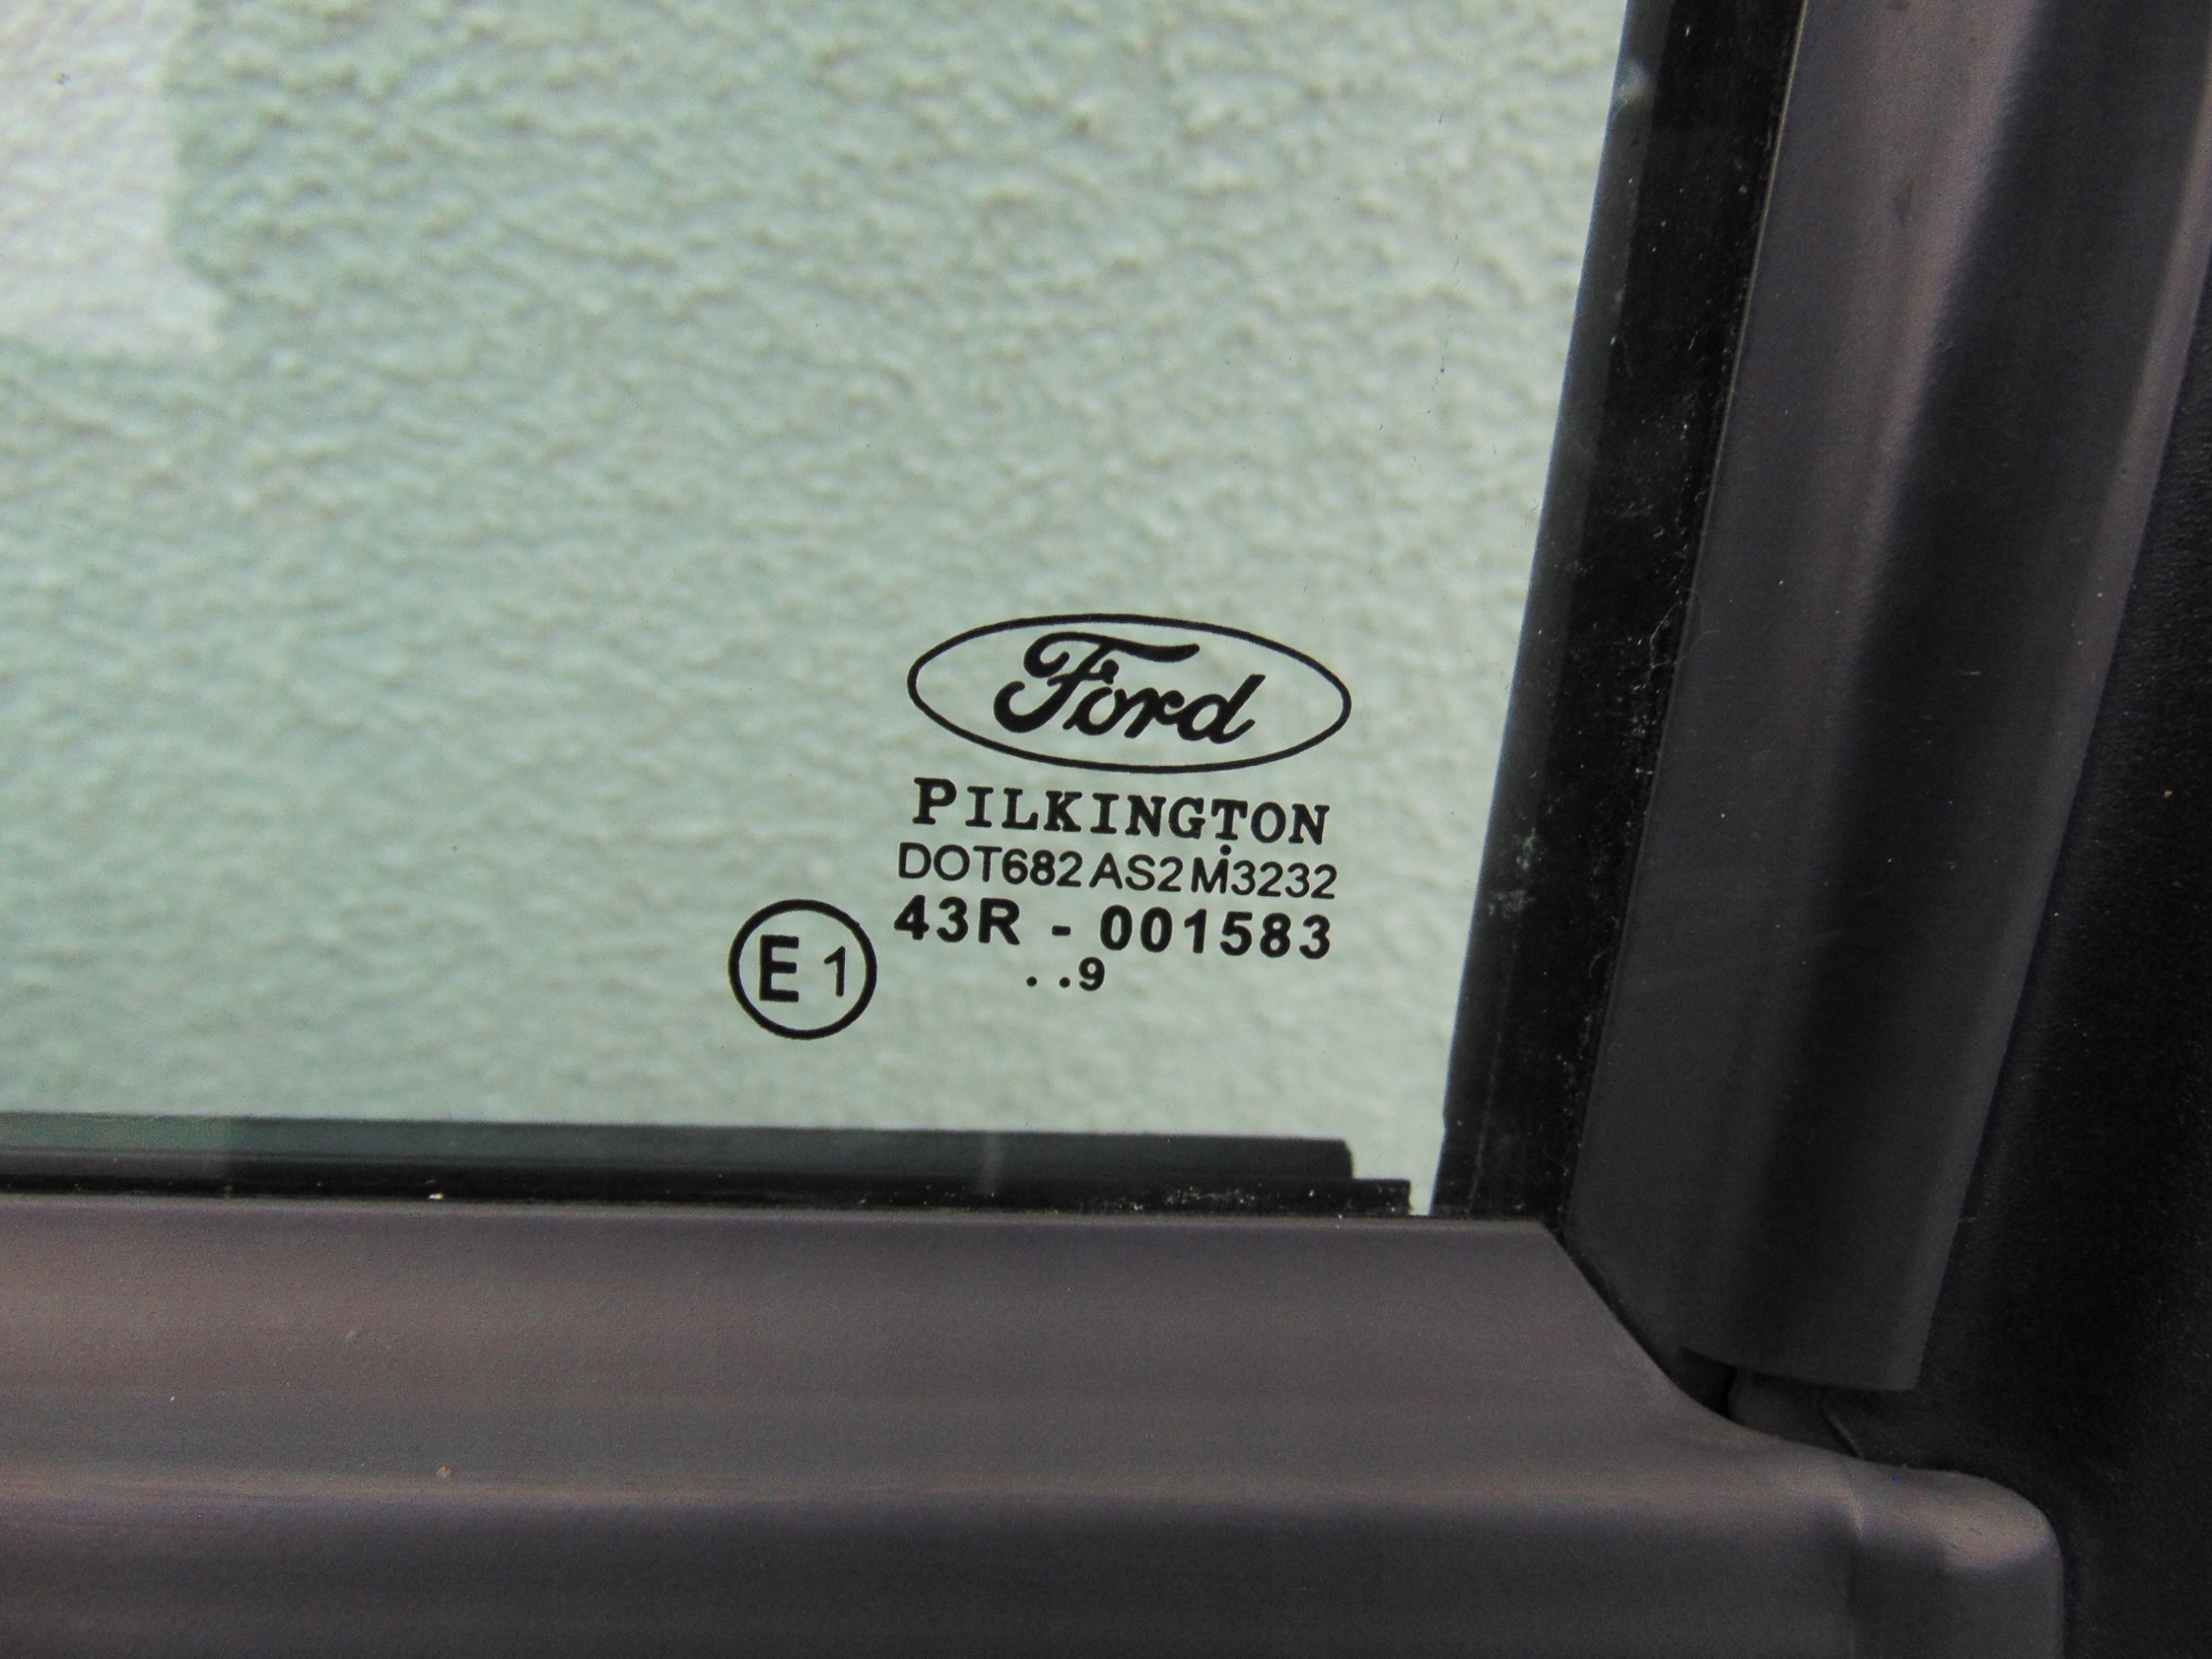 Ford
PILKINGTON
DOT682 AS2 M3232
43R - 001583
E1
..9